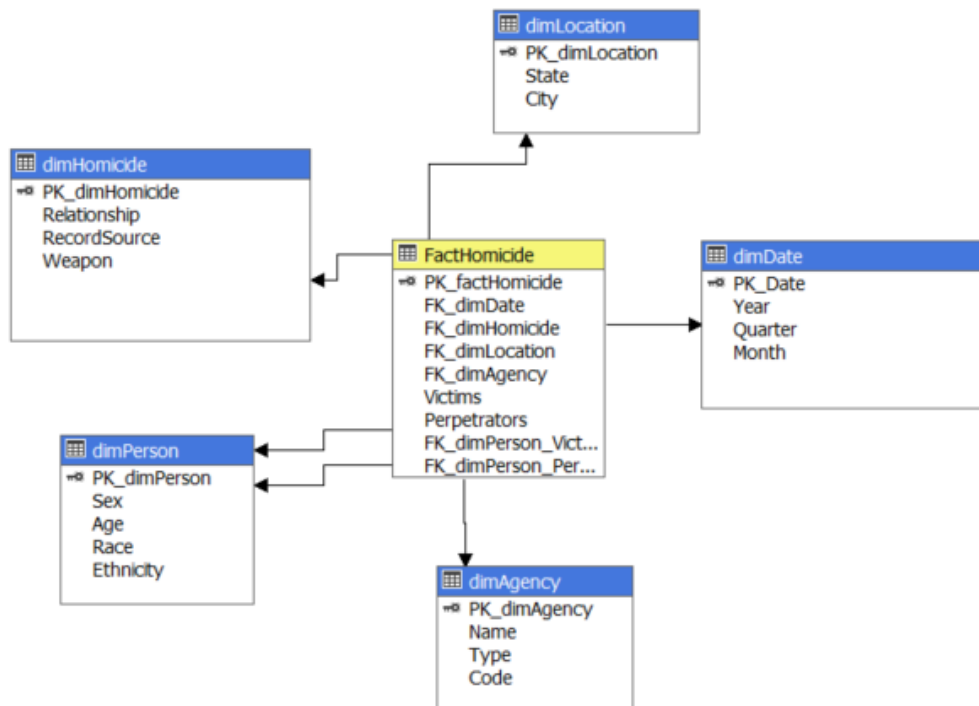 dimLocation
PK_dimLocation
State
City
dimHomicide
PK_dimHomicide
Relationship
RecordSource
Weapon
FactHomicide
PK_factHomicide
FK_dimDate
FK_dimHomicide
FK_dimLocation
FK_dimAgency
Victims
Perpetrators
FK_dimPerson_Vict...
FK_dimPerson_Per...
dimDate
PK_Date
Year
Quarter
Month
dimPerson
PK_dimPerson
Sex
Age
Race
Ethnicity
dimAgency
PK_dimAgency
Name
Type
Code